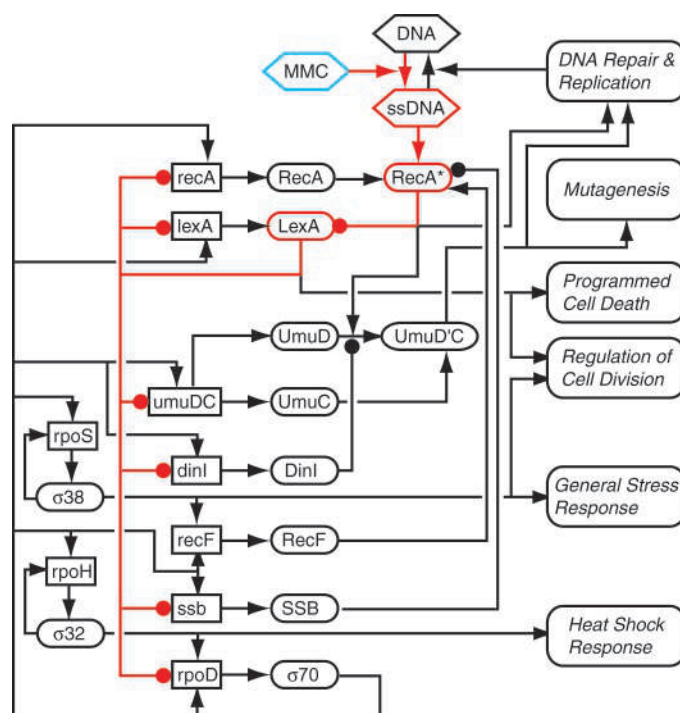 DNA
MMC
DNA Repair &
Replication
ssDNA
recA
RecA
RecA*
Mutagenesis
lexA
LexA
Programmed
Cell Death
UmuD
UmuD'C
Regulation of
Cell Division
umuDC
UmuC
rpoS
dinI
DinI
σ38
General Stress
Response
recF
RecF
rpoH
ssb
SSB
σ32
Heat Shock
Response
rpoD
σ70